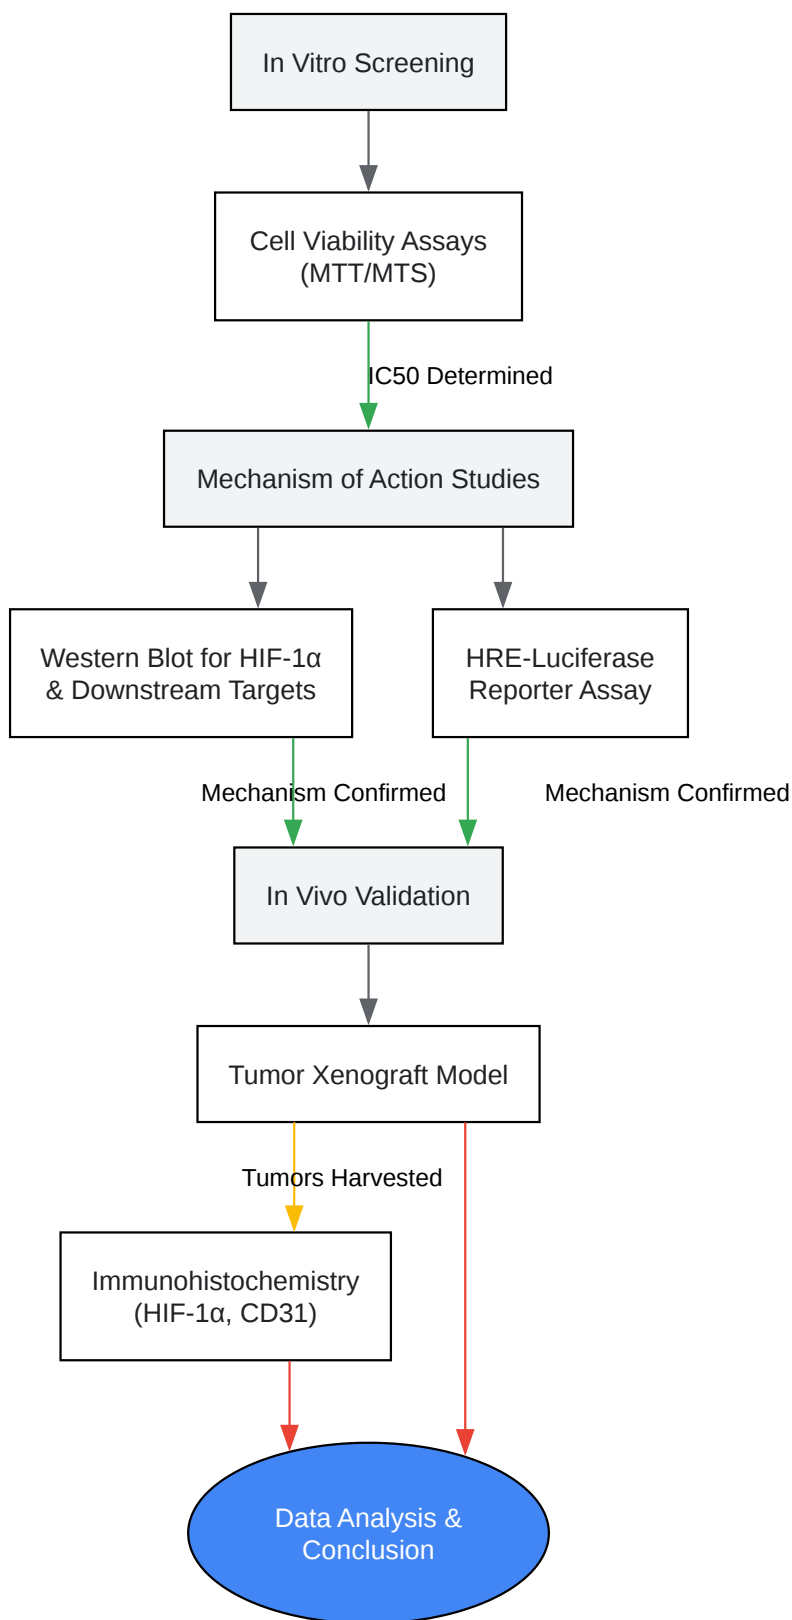 In Vitro Screening
Cell Viability Assays
(MTT/MTS)
IC50 Determined
Mechanism of Action Studies
Western Blot for HIF-1α
& Downstream Targets
HRE-Luciferase
Reporter Assay
Mechanism Confirmed
Mechanism Confirmed
In Vivo Validation
Tumor Xenograft Model
Tumors Harvested
Immunohistochemistry
(HIF-1α, CD31)
Data Analysis &
Conclusion